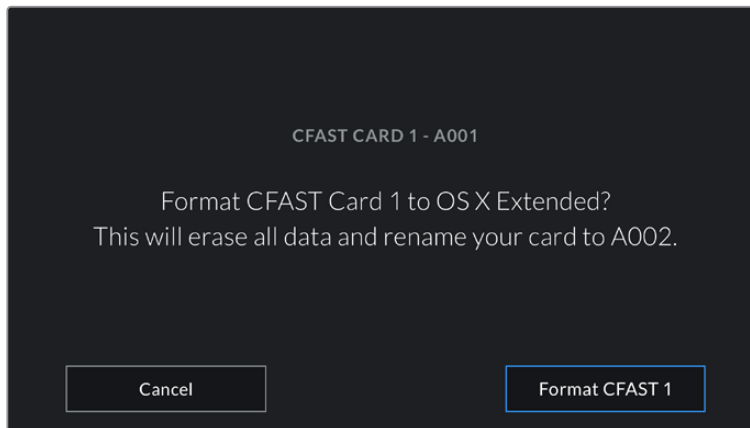 CFAST CARD 1 - A001
Format CFAST Card 1 to OS X Extended?
This will erase all data and rename your card to A002.
Cancel
Format CFAST 1